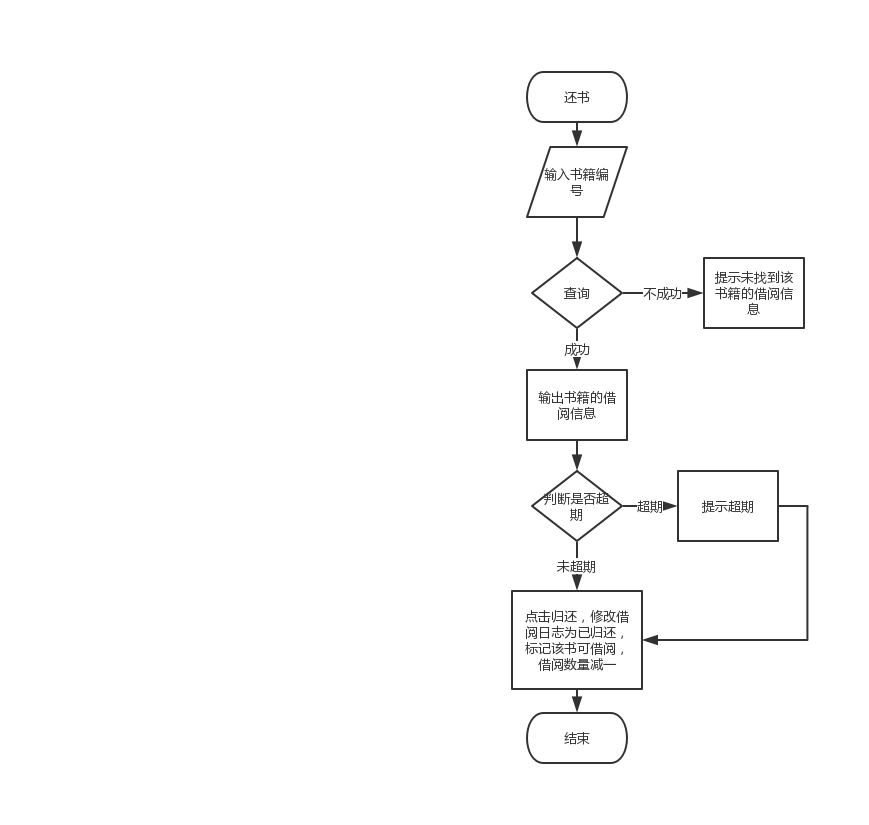 还书
输入书籍编
号
查询
不成功
提示未找到该
书籍的借阅信
息
成功
输出书籍的借
阅信息
判断是否超
期
超期
提示超期
未超期
点击归还，修改借
阅日志为已归还，
标记该书可借阅，
借阅数量减一
结束